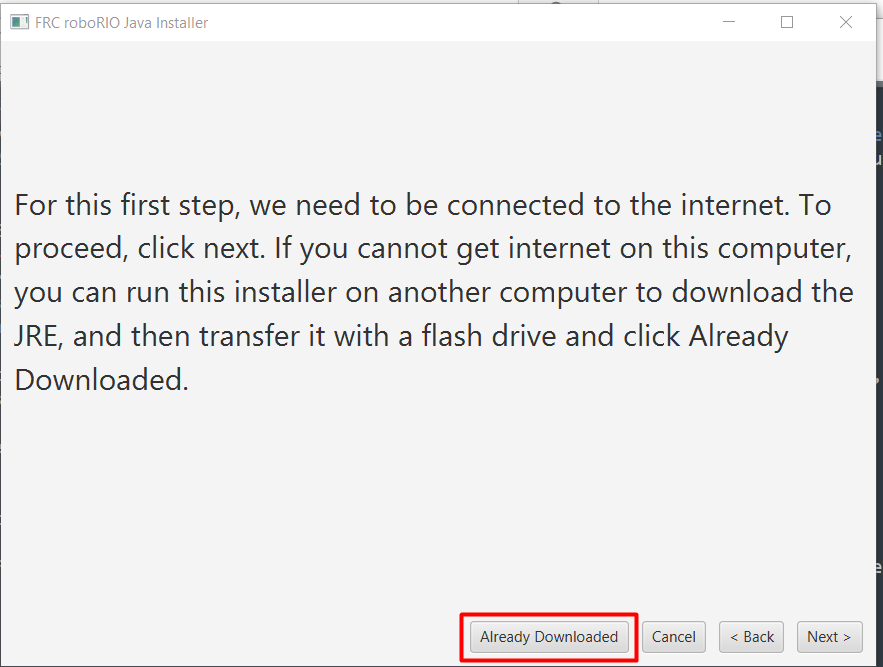 FRC roboRIO Java Installer
For this first step, we need to be connected to the internet. To
proceed, click next. If you cannot get internet on this computer,
you can run this installer on another computer to download the
JRE, and then transfer it with a flash drive and click Already
Downloaded.
Already Downloaded
Cancel
< Back
Next >